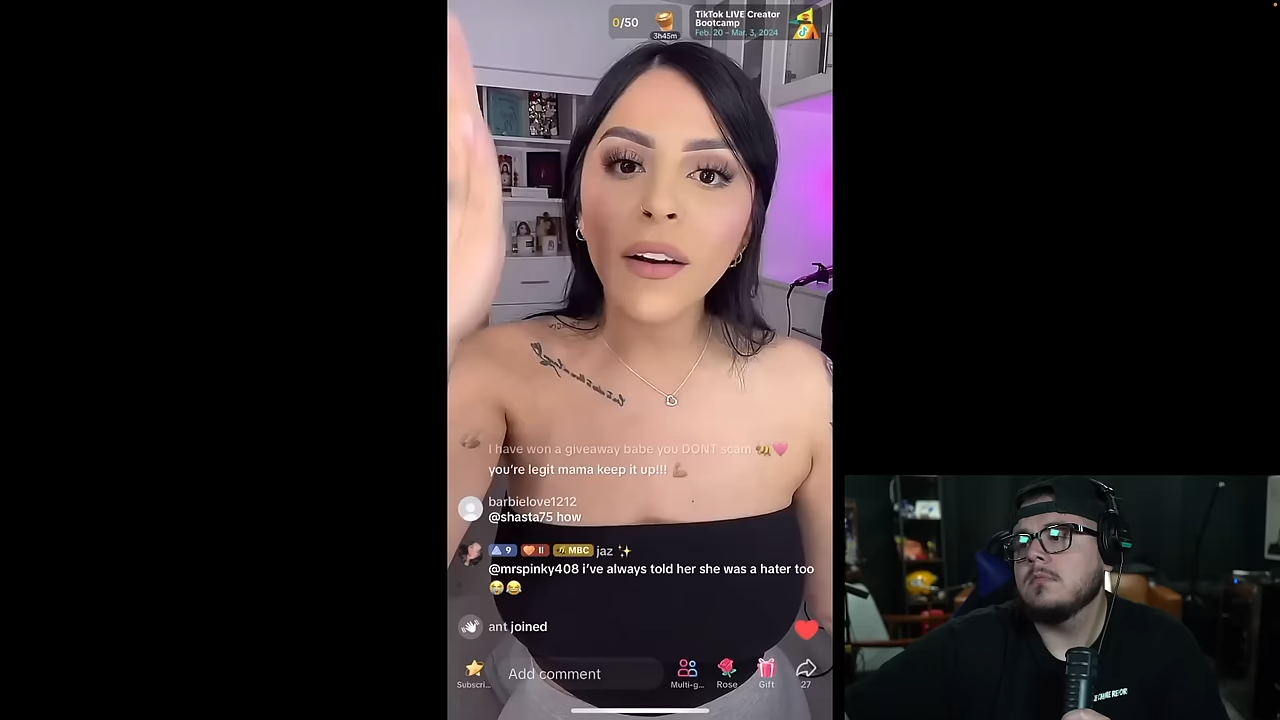 0/50
3h45m
TikTok LIVE Creator
Bootcamp
Feb. 20 – Mar. 3, 2024
I have won a giveaway babe you DONT scam 🐝💗
you're legit mama keep it up!!! 💪🏽
barbielove1212
@shasta75 how
9 II MBC jaz ✨
@mrspinky408 i've always told her she was a hater too
😭😂
ant joined
Add comment
Subscri...
Multi-g...
Rose
Gift
27